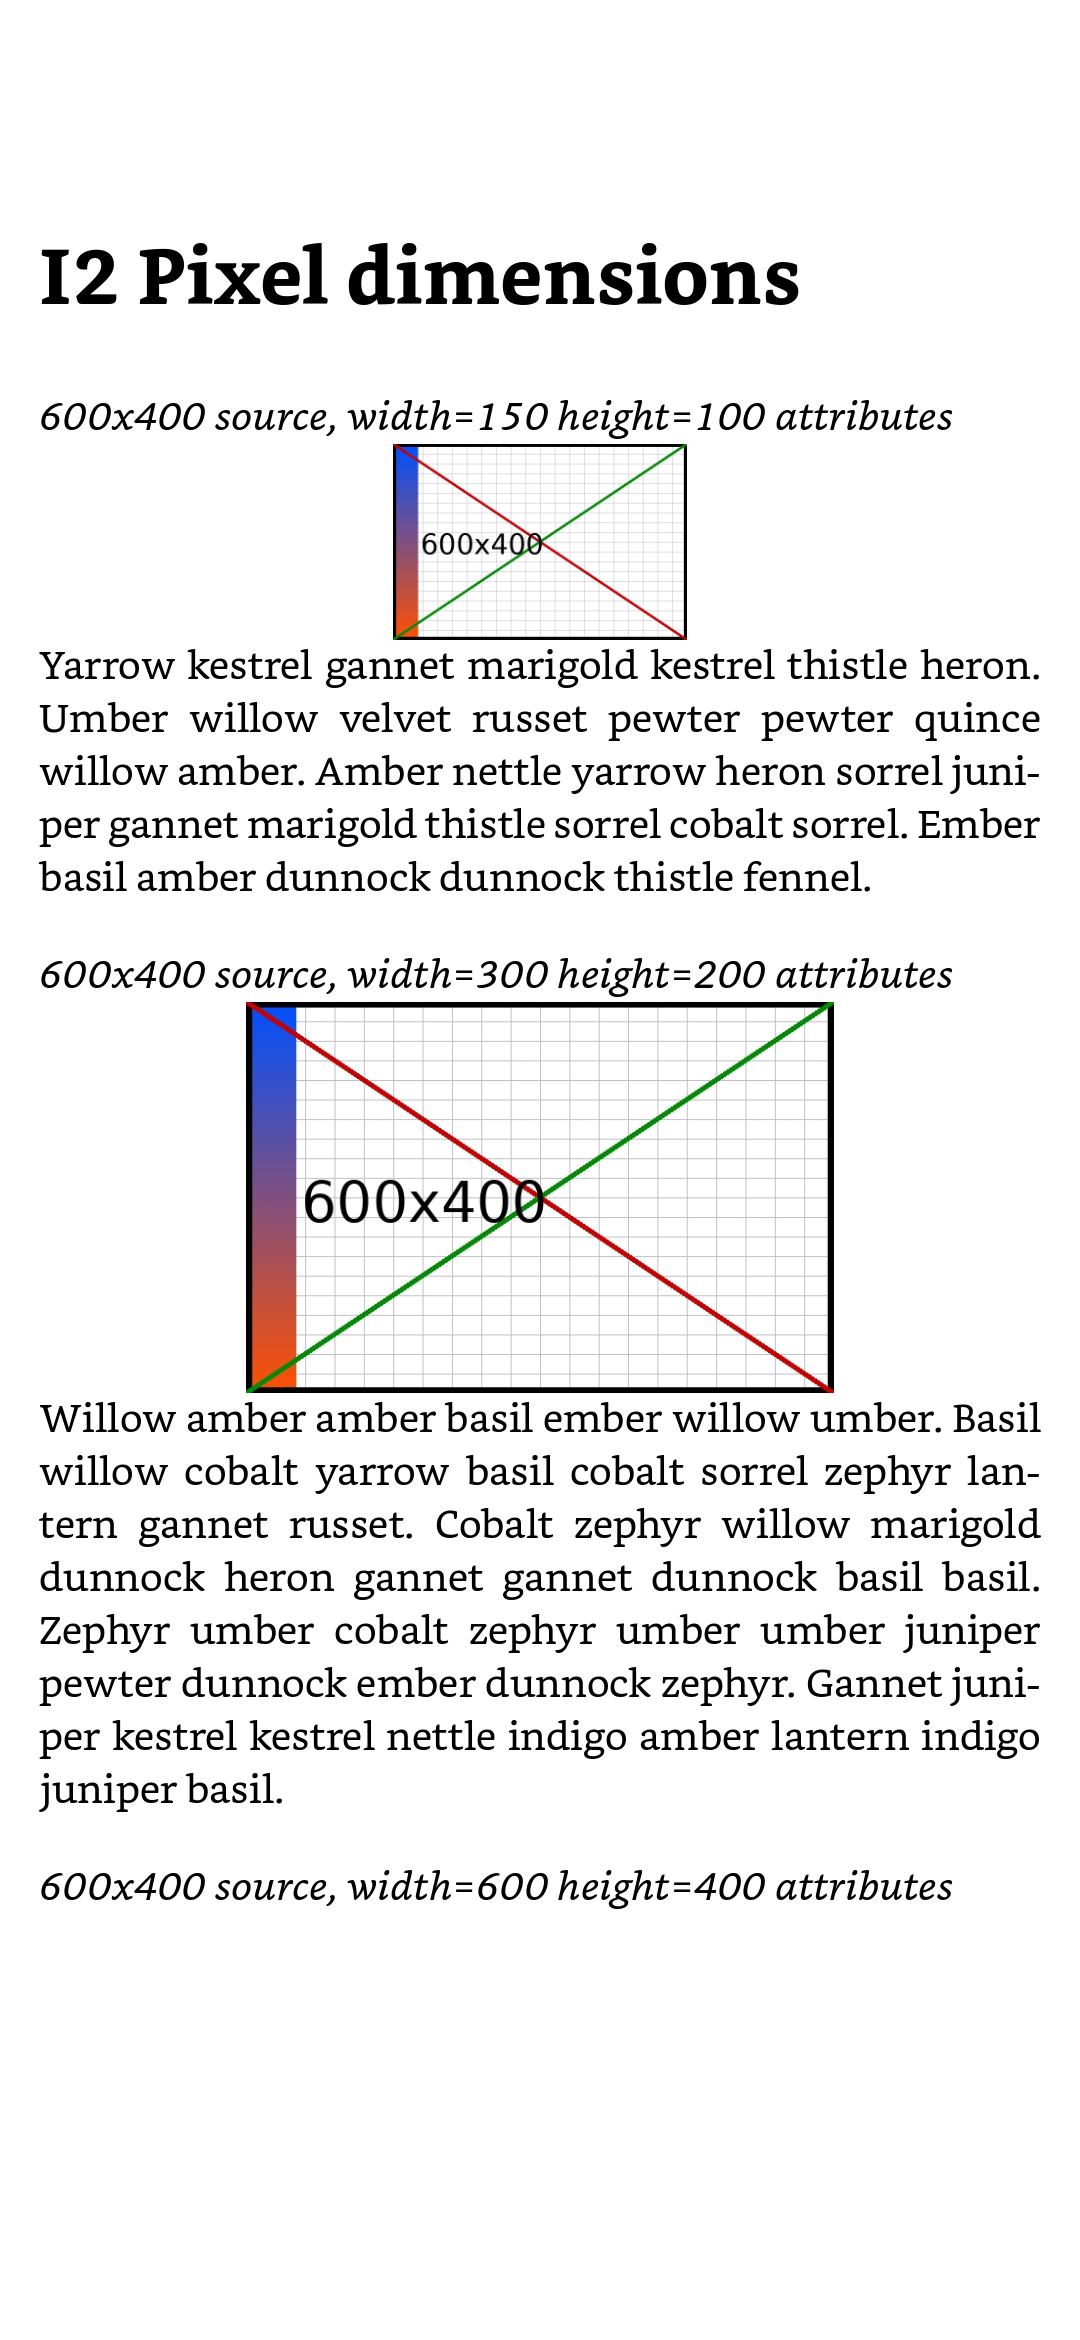 I2 Pixel dimensions
600x400 source, width=150 height=100 attributes
600x400
Yarrow kestrel gannet marigold kestrel thistle heron.
Umber willow velvet russet pewter pewter quince
willow amber. Amber nettle yarrow heron sorrel juni-
per gannet marigold thistle sorrel cobalt sorrel. Ember
basil amber dunnock dunnock thistle fennel.
600x400 source, width=300 height=200 attributes
600x400
Willow amber amber basil ember willow umber. Basil
willow cobalt yarrow basil cobalt sorrel zephyr lan-
tern gannet russet. Cobalt zephyr willow marigold
dunnock heron gannet gannet dunnock basil basil.
Zephyr umber cobalt zephyr umber umber juniper
pewter dunnock ember dunnock zephyr. Gannet juni-
per kestrel kestrel nettle indigo amber lantern indigo
juniper basil.
600x400 source, width=600 height=400 attributes